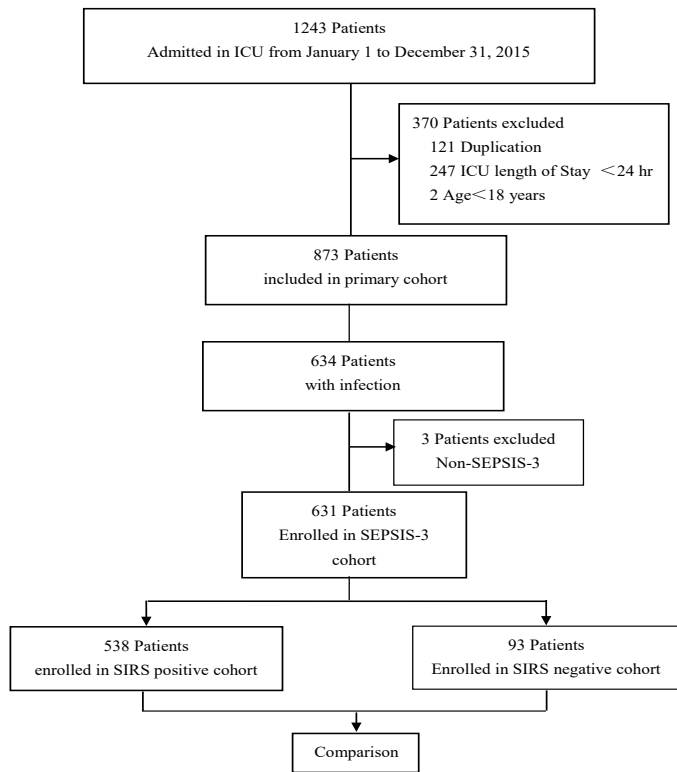 1243 Patients
Admitted in ICU from January 1 to December 31, 2015
370 Patients excluded
121 Duplication
247 ICU length of Stay ＜24 hr
2 Age＜18 years
873 Patients
included in primary cohort
634 Patients
with infection
3 Patients excluded
Non-SEPSIS-3
631 Patients
Enrolled in SEPSIS-3
cohort
538 Patients
enrolled in SIRS positive cohort
93 Patients
Enrolled in SIRS negative cohort
Comparison